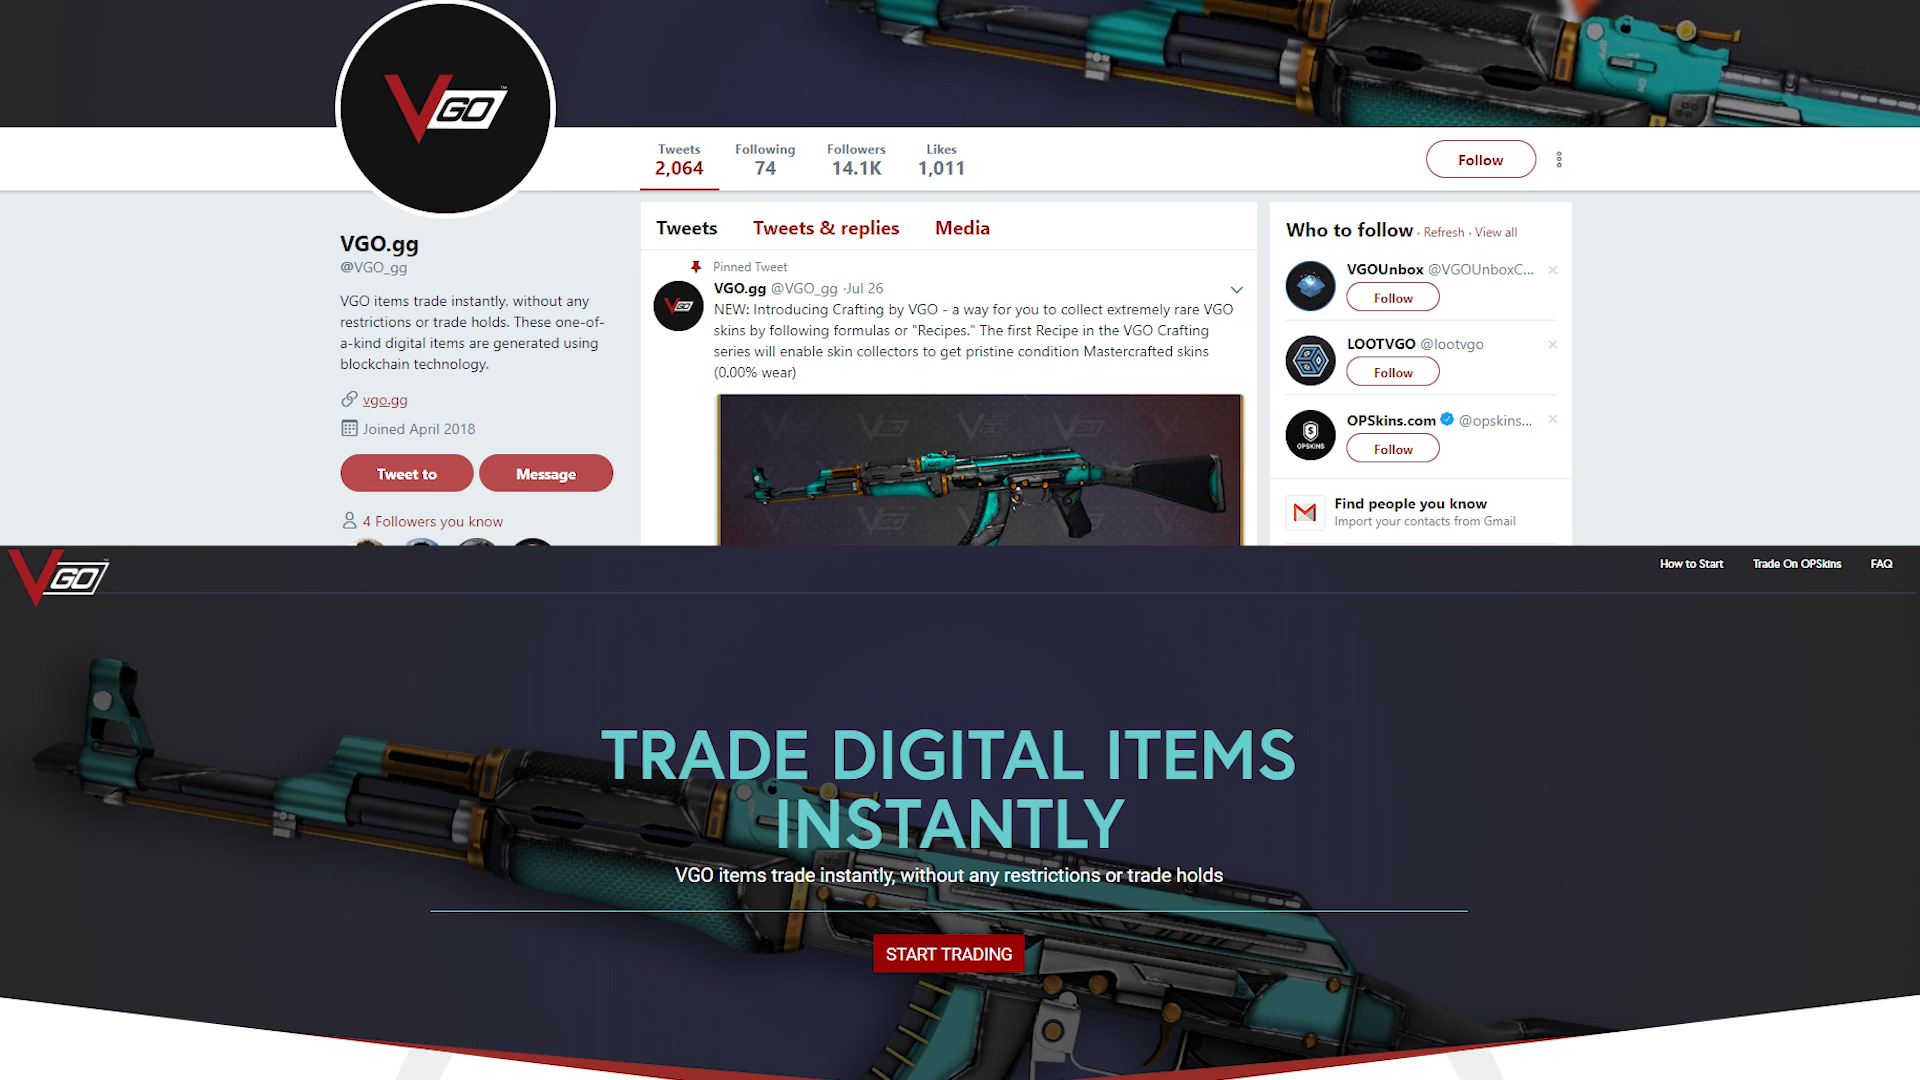 VGO
Tweets
2,064
Following
74
Followers
14.1K
Likes
1,011
Follow
VGO.gg
@VGO_gg
VGO items trade instantly, without any
restrictions or trade holds. These one-of-
a-kind digital items are generated using
blockchain technology.
vgo.gg
Joined April 2018
Tweet to
Message
4 Followers you know
Tweets
Tweets & replies
Media
Pinned Tweet
VGO
VGO.gg @VGO_gg · Jul 26
NEW: Introducing Crafting by VGO - a way for you to collect extremely rare VGO
skins by following formulas or "Recipes." The first Recipe in the VGO Crafting
series will enable skin collectors to get pristine condition Mastercrafted skins
(0.00% wear)
Who to follow · Refresh · View all
VGOUnbox @VGOUnboxC...
Follow
LOOTVGO @lootvgo
Follow
OPSKINS
OPSkins.com @opskins...
Follow
Find people you know
Import your contacts from Gmail
VGO
How to Start
Trade On OPSkins
FAQ
TRADE DIGITAL ITEMS
INSTANTLY
VGO items trade instantly, without any restrictions or trade holds
START TRADING